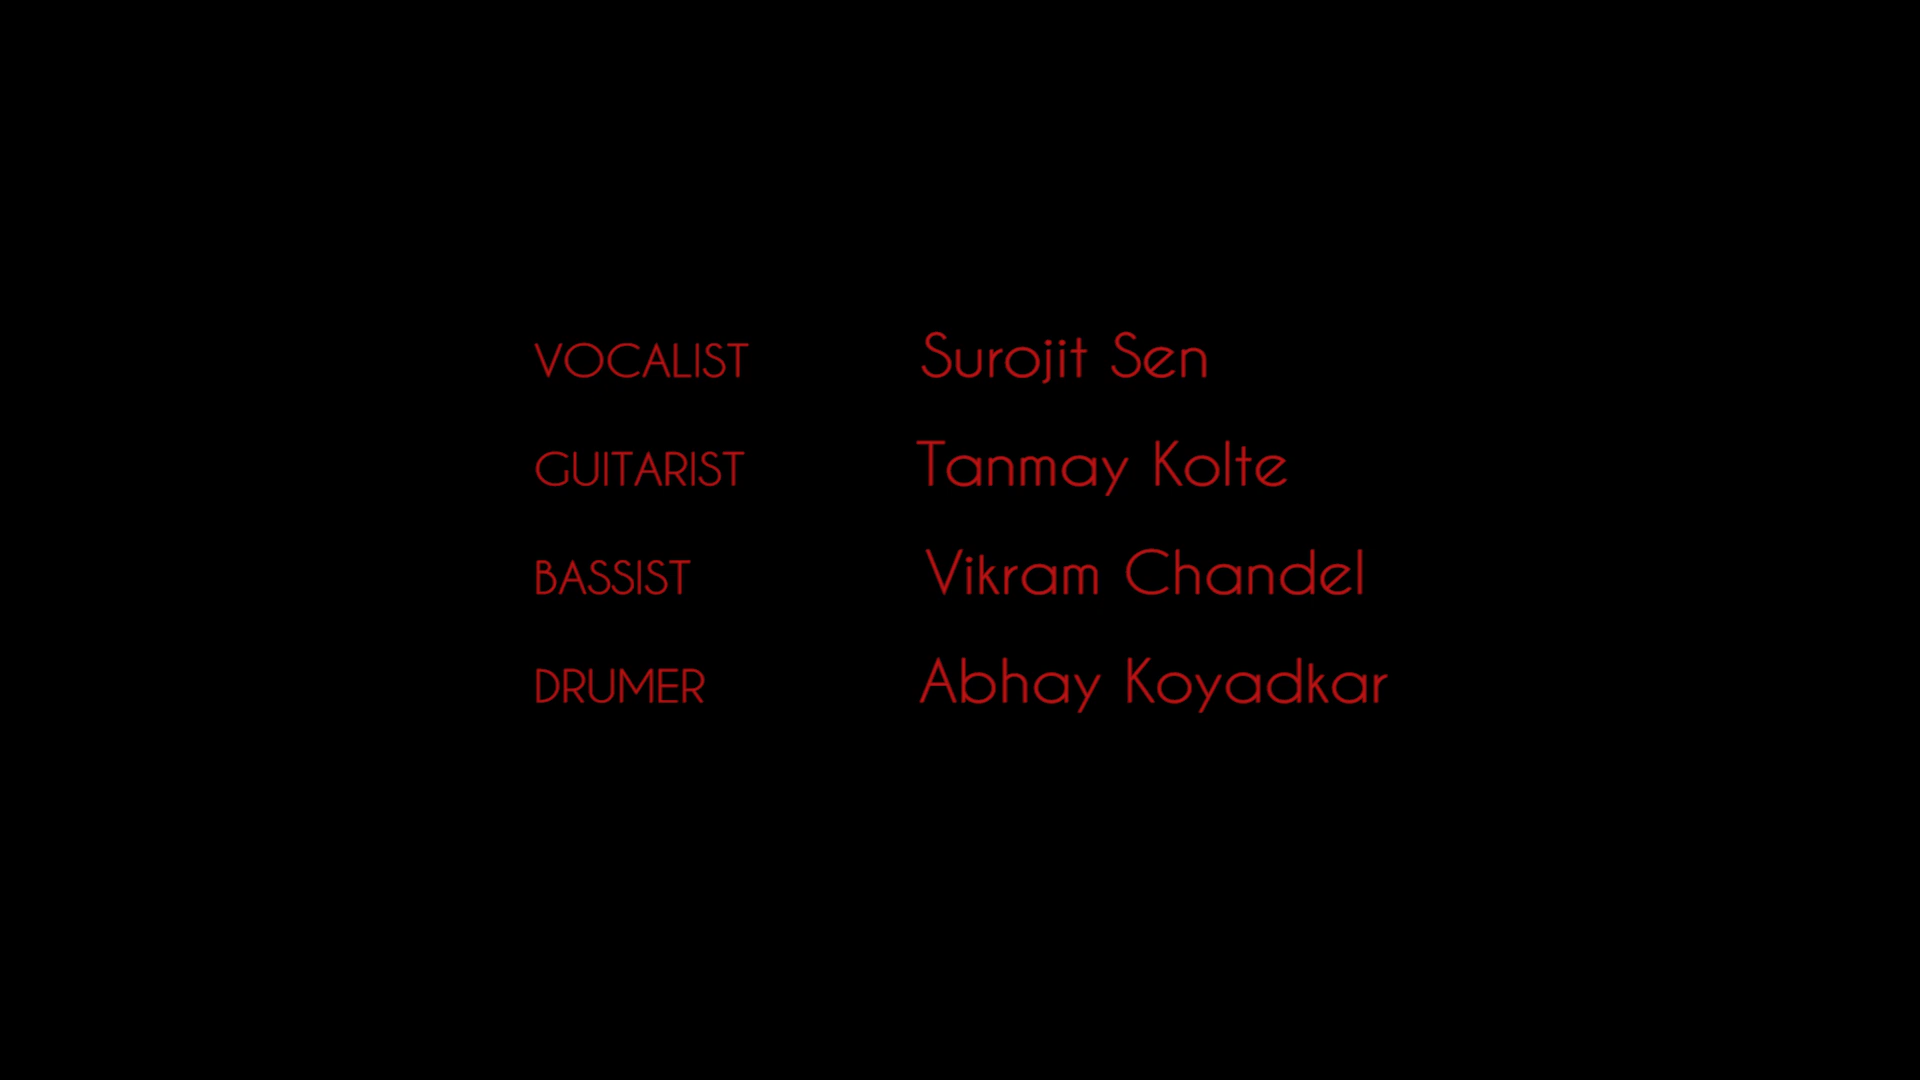 VOCALIST Surojit Sen
GUITARIST Tanmay Kolte
BASSIST Vikram Chandel
DRUMER Abhay Koyadkar